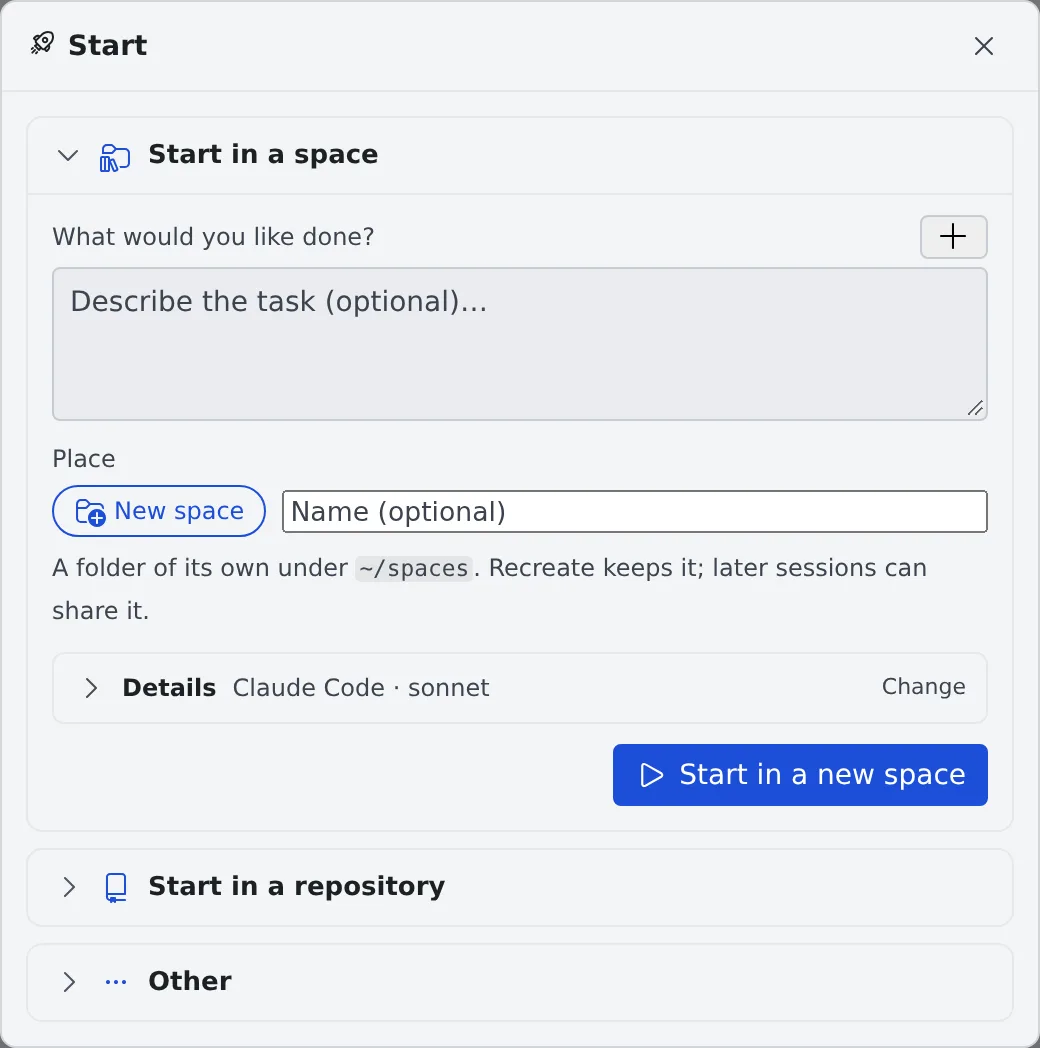 Start
Start in a space
What would you like done?
Describe the task (optional)...
Place
New space
Name (optional)
A folder of its own under ~/spaces. Recreate keeps it; later sessions can
share it.
Details Claude Code · sonnet Change
Start in a new space
Start in a repository
Other